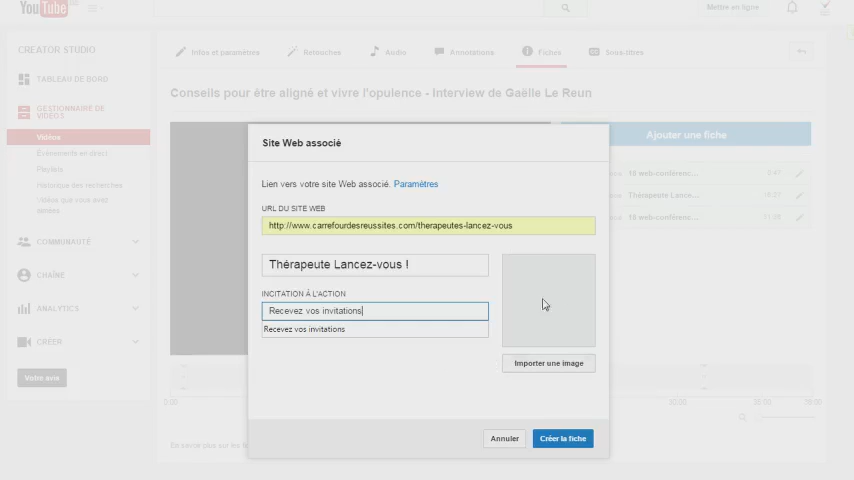 YouTube
Mettre en ligne
CREATOR STUDIO
TABLEAU DE BORD
GESTIONNAIRE DE
VIDÉOS
Vidéos
Événements en direct
Playlists
Historique des recherches
Vidéos que vous avez
aimées
COMMUNAUTÉ
CHAÎNE
ANALYTICS
CRÉER
Votre avis
Infos et paramètres
Retouches
Audio
Annotations
Fiches
Sous-titres
Conseils pour être aligné et vivre l'opulence - Interview de Gaëlle Le Reun
Ajouter une fiche
18 web-conférenc...
Thérapeute Lance...
18 web-conférenc...
Site Web associé
Lien vers votre site Web associé. Paramètres
URL DU SITE WEB
http://www.carrefourdesreussites.com/therapeutes-lancez-vous
Thérapeute Lancez-vous !
INCITATION À L'ACTION
Recevez vos invitations
Recevez vos invitations
Importer une image
0:00
Annuler
Créer la fiche
En savoir plus sur les